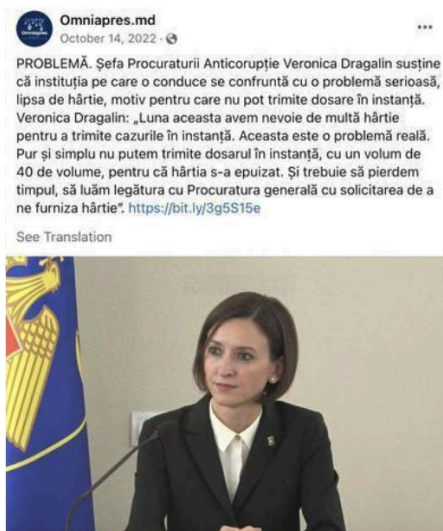 Omniapres.md
October 14, 2022 ·
PROBLEMĂ. Șefa Procuraturii Anticorupție Veronica Dragalin susține
că instituția pe care o conduce se confruntă cu o problemă serioasă,
lipsa de hârtie, motiv pentru care nu pot trimite dosare în instanță.
Veronica Dragalin: „Luna aceasta avem nevoie de multă hârtie
pentru a trimite cazurile în instanță. Aceasta este o problemă reală.
Pur și simplu nu putem trimite dosarul în instanță, cu un volum de
40 de volume, pentru că hârtia s-a epuizat. Și trebuie să pierdem
timpul, să luăm legătura cu Procuratura generală cu solicitarea de a
ne furniza hârtie”. https://bit.ly/3g5S15e
See Translation